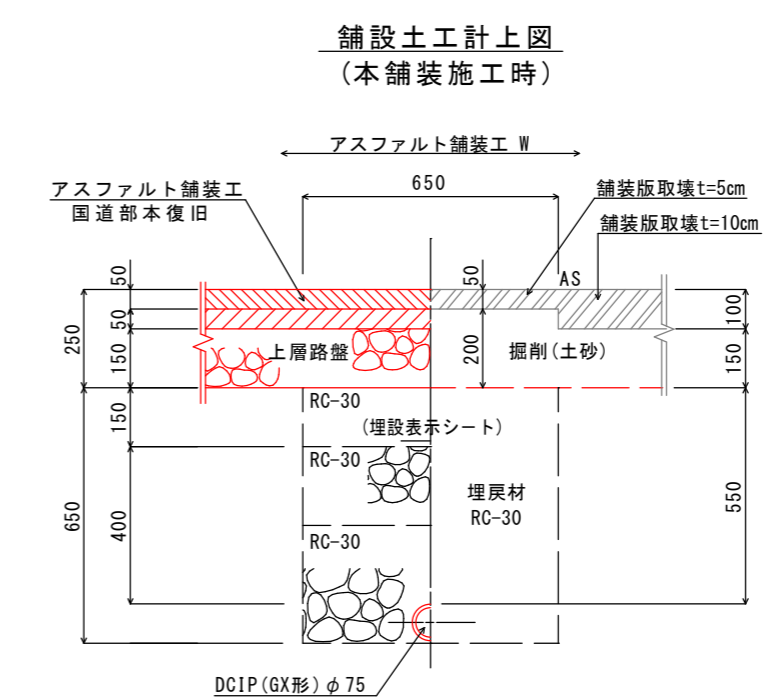 舗設土工計上図
(本舗装施工時)
アスファルト舗装工 W
アスファルト舗装工
国道部本復旧
650
舗装版取壊t=5cm
舗装版取壊t=10cm
50
50
AS
250
50
100
上層路盤
200
掘削(土砂)
150
150
RC-30
150
(埋設表示シート)
RC-30
埋戻材
RC-30
550
650
400
RC-30
DCIP(GX形)φ75